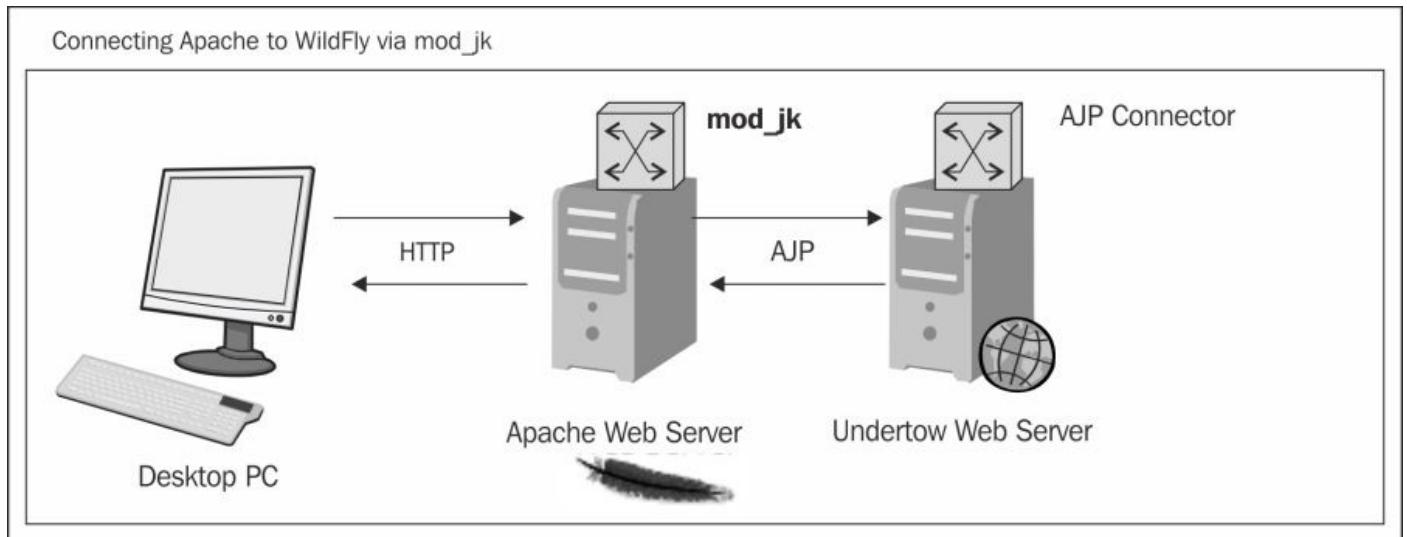 Connecting Apache to WildFly via mod_jk
mod_jk
AJP Connector
HTTP
AJP
Apache Web Server
Undertow Web Server
Desktop PC